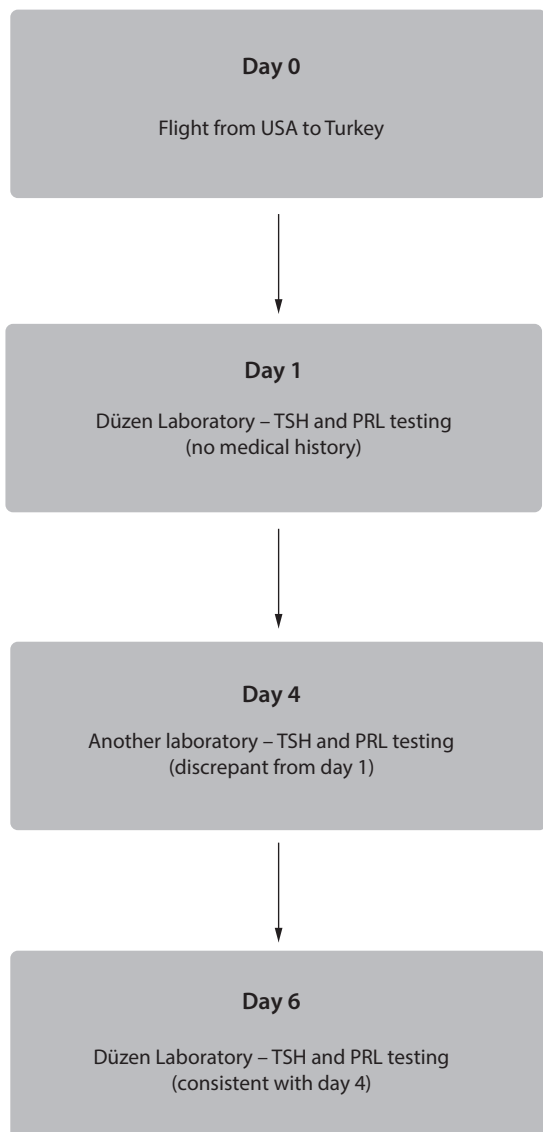 Day 0
Flight from USA to Turkey
Day 1
Düzen Laboratory – TSH and PRL testing
(no medical history)
Day 4
Another laboratory – TSH and PRL testing
(discrepant from day 1)
Day 6
Düzen Laboratory – TSH and PRL testing
(consistent with day 4)